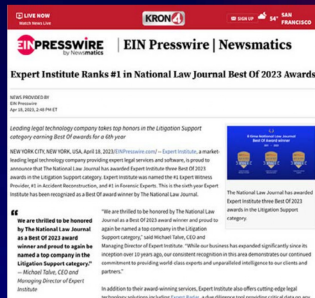 LIVE NOW
Watch News Live
KRON4
SIGN UP
54°
SAN FRANCISCO
EINPRESSWIRE
by Newsmatics
EIN Presswire | Newsmatics
Expert Institute Ranks #1 in National Law Journal Best Of 2023 Awards
NEWS PROVIDED BY
EIN Presswire
Apr 18, 2023, 2:48 PM ET
Leading legal technology company takes top honors in the Litigation Support
category earning Best Of awards for a 6th year
NEW YORK CITY, NEW YORK, USA, April 18, 2023/EINPresswire.com/ -- Expert Institute, a market-
leading legal technology company providing expert legal services and software, is proud to
announce that The National Law Journal has awarded Expert Institute three Best Of 2023
awards in the Litigation Support Category. Expert Institute was named the #1 Expert Witness
Provider, #1 in Accident Reconstruction, and #1 in Forensic Experts. This is the sixth year Expert
Institute has been recognized as a Best Of award winner by The National Law Journal.
The National Law Journal has awarded
Expert Institute three Best Of 2023
awards in the Litigation Support
category.
We are thrilled to be honored
by The National Law Journal
as a Best Of 2023 award
winner and proud to again be
named a top company in the
Litigation Support category."
— Michael Talve, CEO and
Managing Director of Expert
Institute
"We are thrilled to be honored by The National Law
Journal as a Best Of 2023 award winner and proud to
again be named a top company in the Litigation
Support category," said Michael Talve, CEO and
Managing Director of Expert Institute. "While our business has expanded significantly since its
inception over 10 years ago, our consistent recognition in this area demonstrates our continued
commitment to providing world class experts and unparalleled intelligence to our clients and
partners."
In addition to their award-winning services, Expert Institute also offers cutting-edge legal